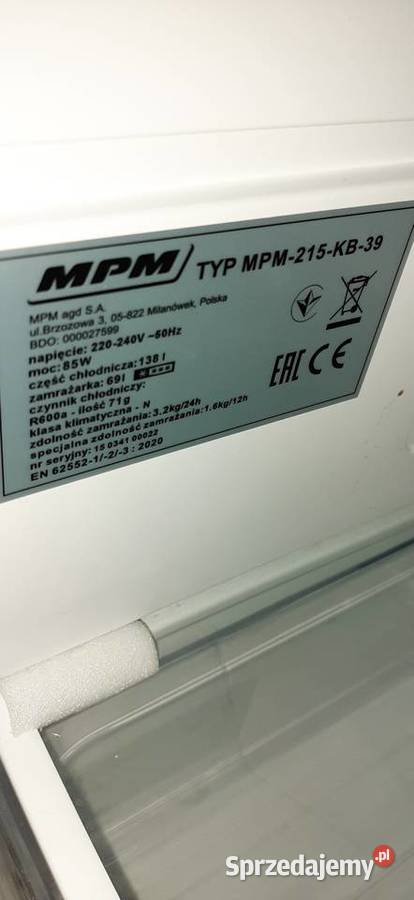 MPM TYP MPM-215-KB-39
MPM agd S.A.
ul.Brzozowa 3, 05-822 Milanówek, Polska
BDO: 000027599
napięcie: 220-240V ~50Hz
moc: 85W
część chłodnicza: 138 l
zamrażarka: 69l
czynnik chłodniczy:
R600a - ilość 71g
klasa klimatyczna - N
zdolność zamrażania: 3.2kg/24h
specjalna zdolność zamrażania: 1.6kg/12h
nr seryjny: 15 0341 00022
EN 62552-1/-2/-3 : 2020
EAC CE
Sprzedajemy.pl